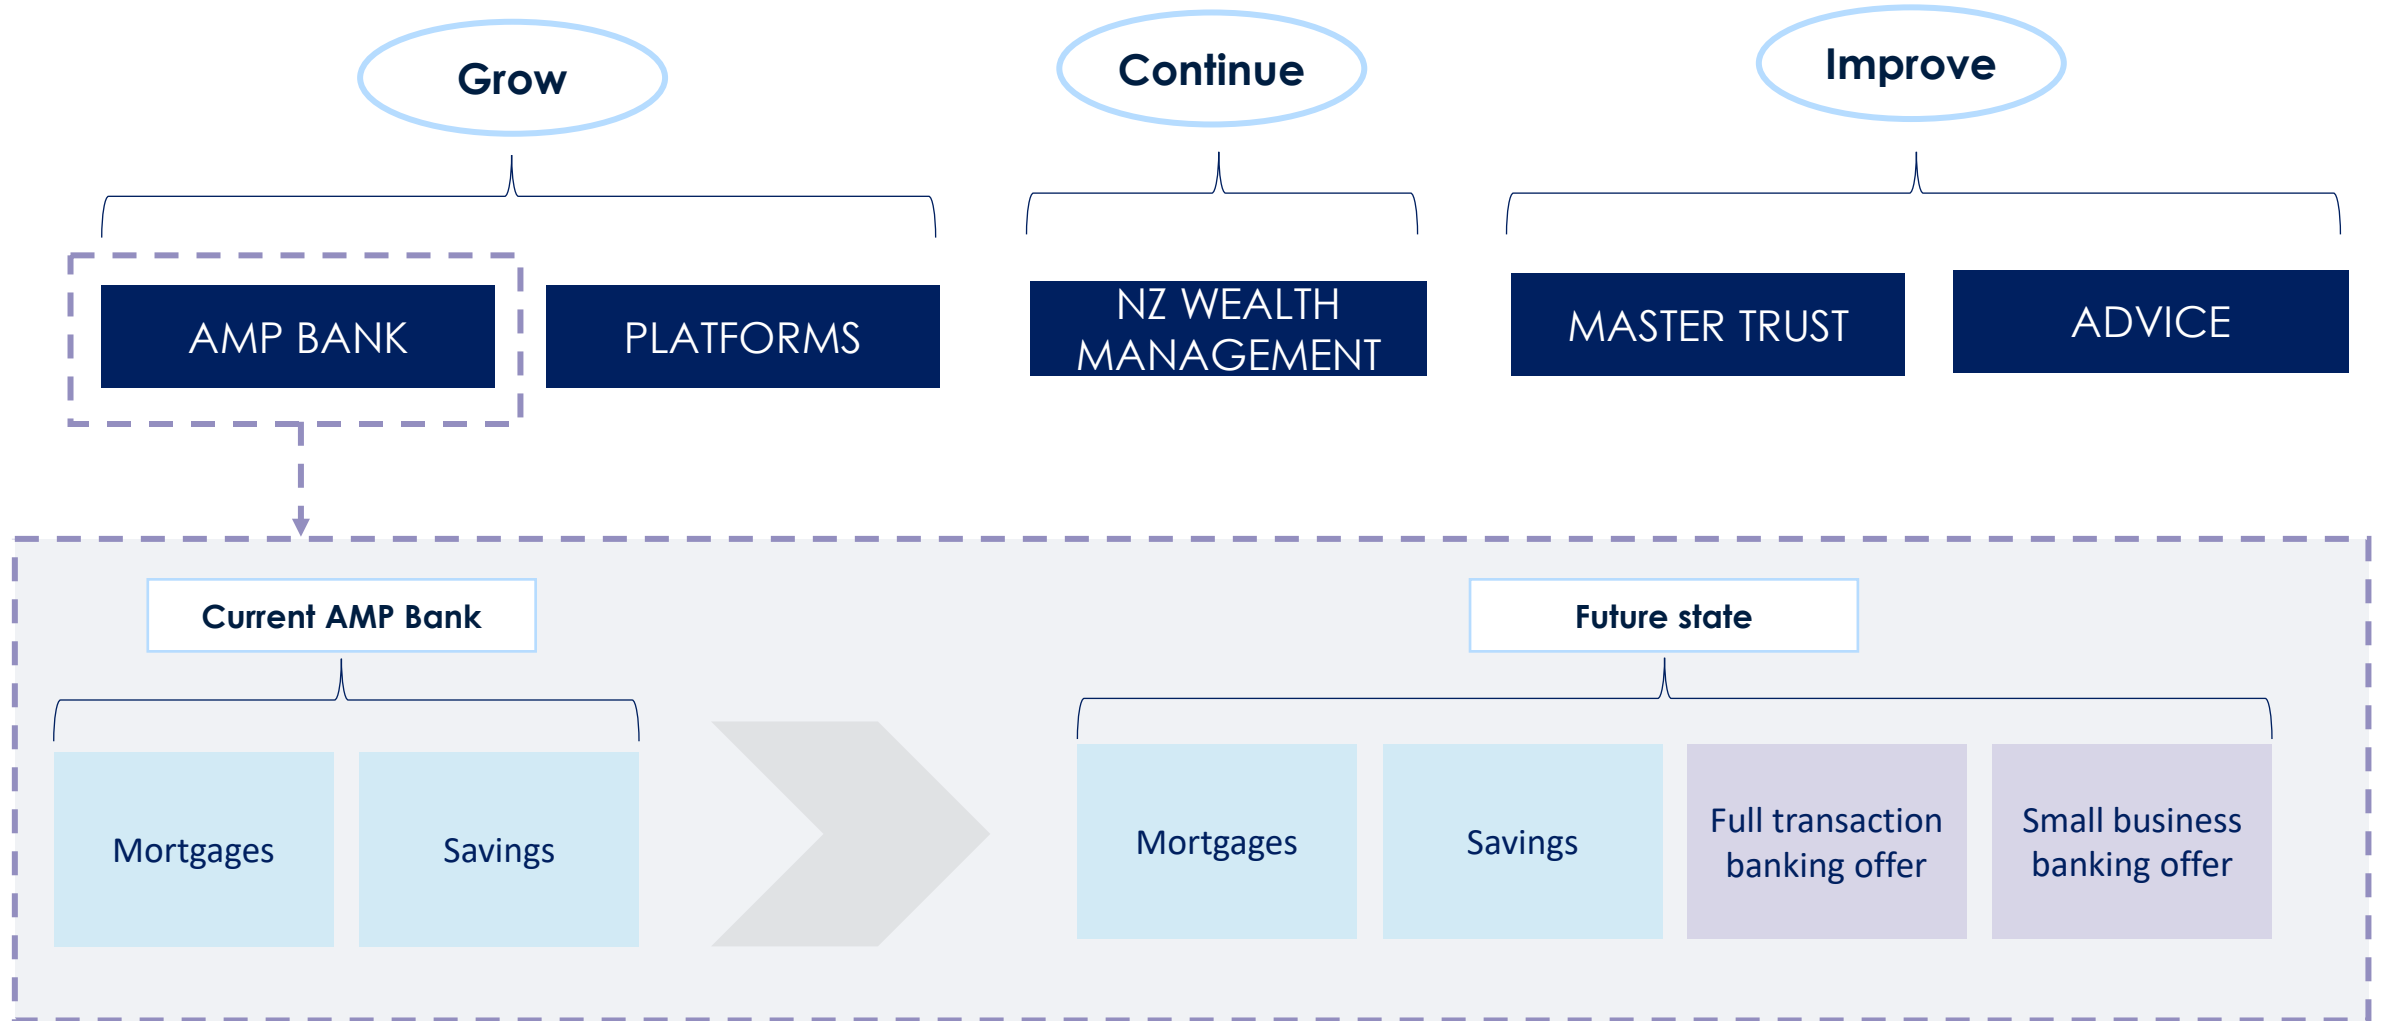 Grow
Continue
Improve
AMP BANK
PLATFORMS
NZ WEALTH
MANAGEMENT
MASTER TRUST
ADVICE
Current AMP Bank
Future state
Mortgages
Savings
Mortgages
Savings
Full transaction
banking offer
Small business
banking offer